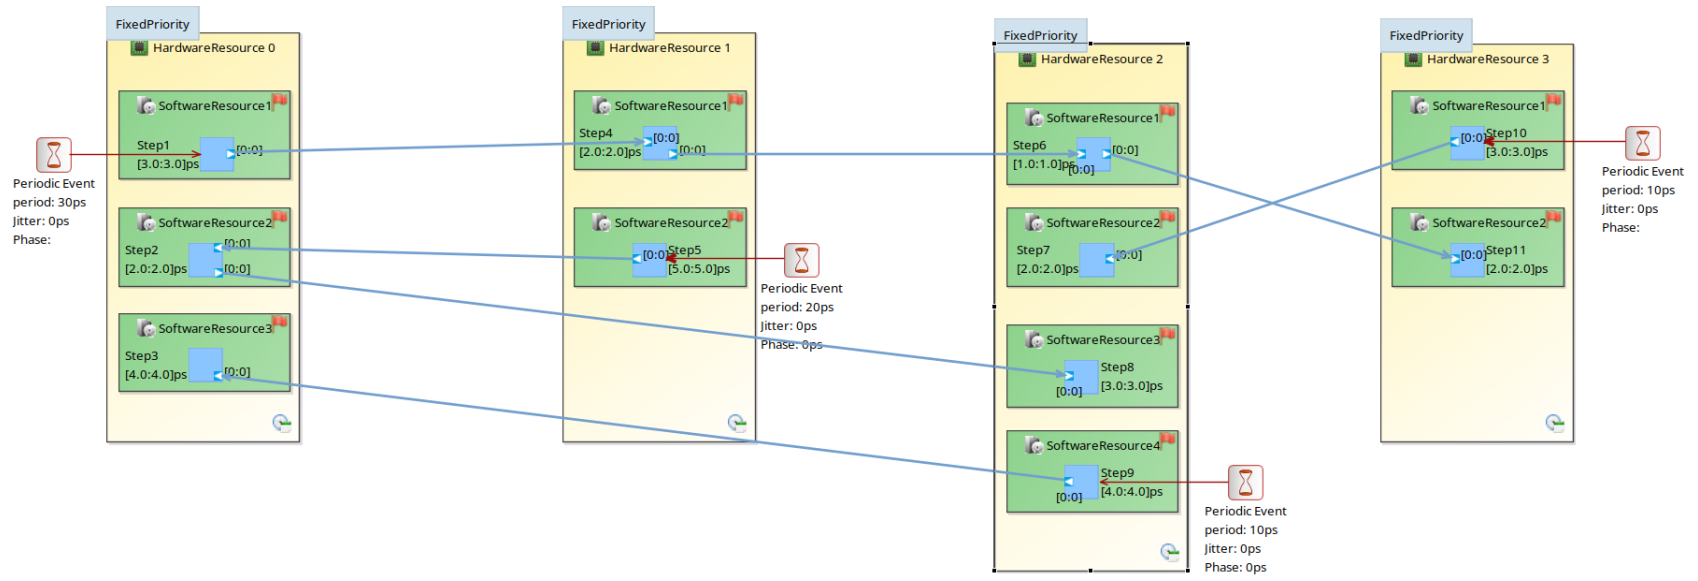 FixedPriority
HardwareResource 0
SoftwareResource1
Step1
[3.0:3.0]ps
[0:0]
Periodic Event
period: 30ps
Jitter: 0ps
Phase:
SoftwareResource2
Step2
[2.0:2.0]ps
[0:0]
[0:0]
SoftwareResource3
Step3
[4.0:4.0]ps
[0:0]
FixedPriority
HardwareResource 1
SoftwareResource1
Step4
[2.0:2.0]ps
[0:0]
[0:0]
SoftwareResource2
[0:0]
Step5
[5.0:5.0]ps
Periodic Event
period: 20ps
Jitter: 0ps
Phase: 0ps
FixedPriority
HardwareResource 2
SoftwareResource1
Step6
[1.0:1.0]ps
[0:0]
[0:0]
SoftwareResource2
Step7
[2.0:2.0]ps
[0:0]
SoftwareResource3
Step8
[3.0:3.0]ps
[0:0]
SoftwareResource4
Step9
[4.0:4.0]ps
[0:0]
Periodic Event
period: 10ps
Jitter: 0ps
Phase: 0ps
FixedPriority
HardwareResource 3
SoftwareResource1
[0:0]
Step10
[3.0:3.0]ps
Periodic Event
period: 10ps
Jitter: 0ps
Phase:
SoftwareResource2
[0:0]
Step11
[2.0:2.0]ps